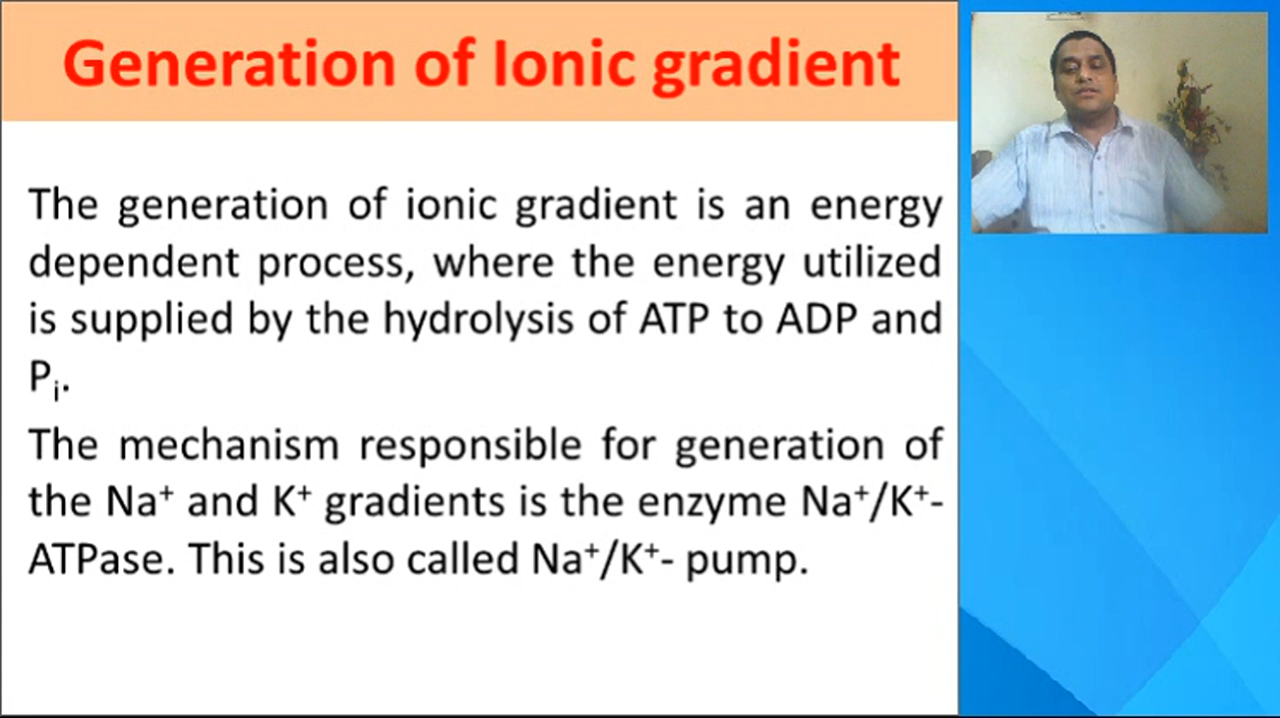 Generation of Ionic gradient
The generation of ionic gradient is an energy
dependent process, where the energy utilized
is supplied by the hydrolysis of ATP to ADP and
Pᵢ.
The mechanism responsible for generation of
the Na⁺ and K⁺ gradients is the enzyme Na⁺/K⁺-
ATPase. This is also called Na⁺/K⁺- pump.